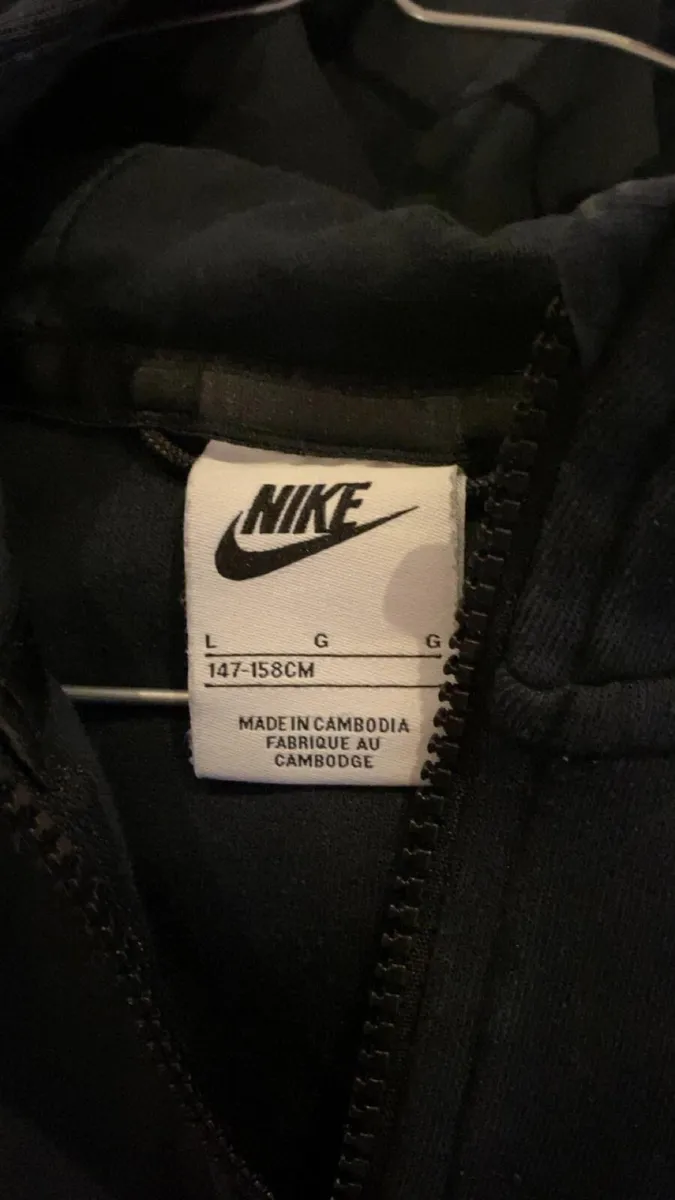 NIKE
L G G
147-158CM
MADE IN CAMBODIA
FABRIQUE AU
CAMBODGE